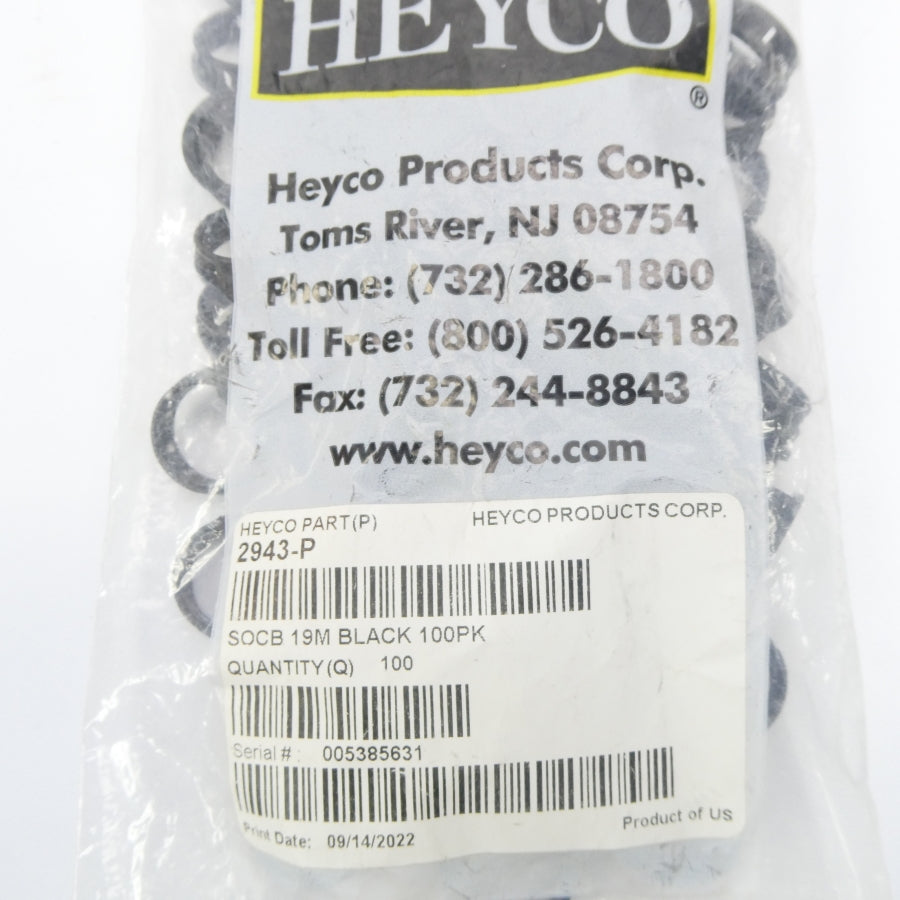 HEYCO
®
Heyco Products Corp.
Toms River, NJ 08754
Phone: (732) 286-1800
Toll Free: (800) 526-4182
Fax: (732) 244-8843
www.heyco.com
HEYCO PART(P) HEYCO PRODUCTS CORP.
2943-P
SOCB 19M BLACK 100PK
QUANTITY(Q) 100
Serial # : 005385631
Print Date: 09/14/2022 Product of US